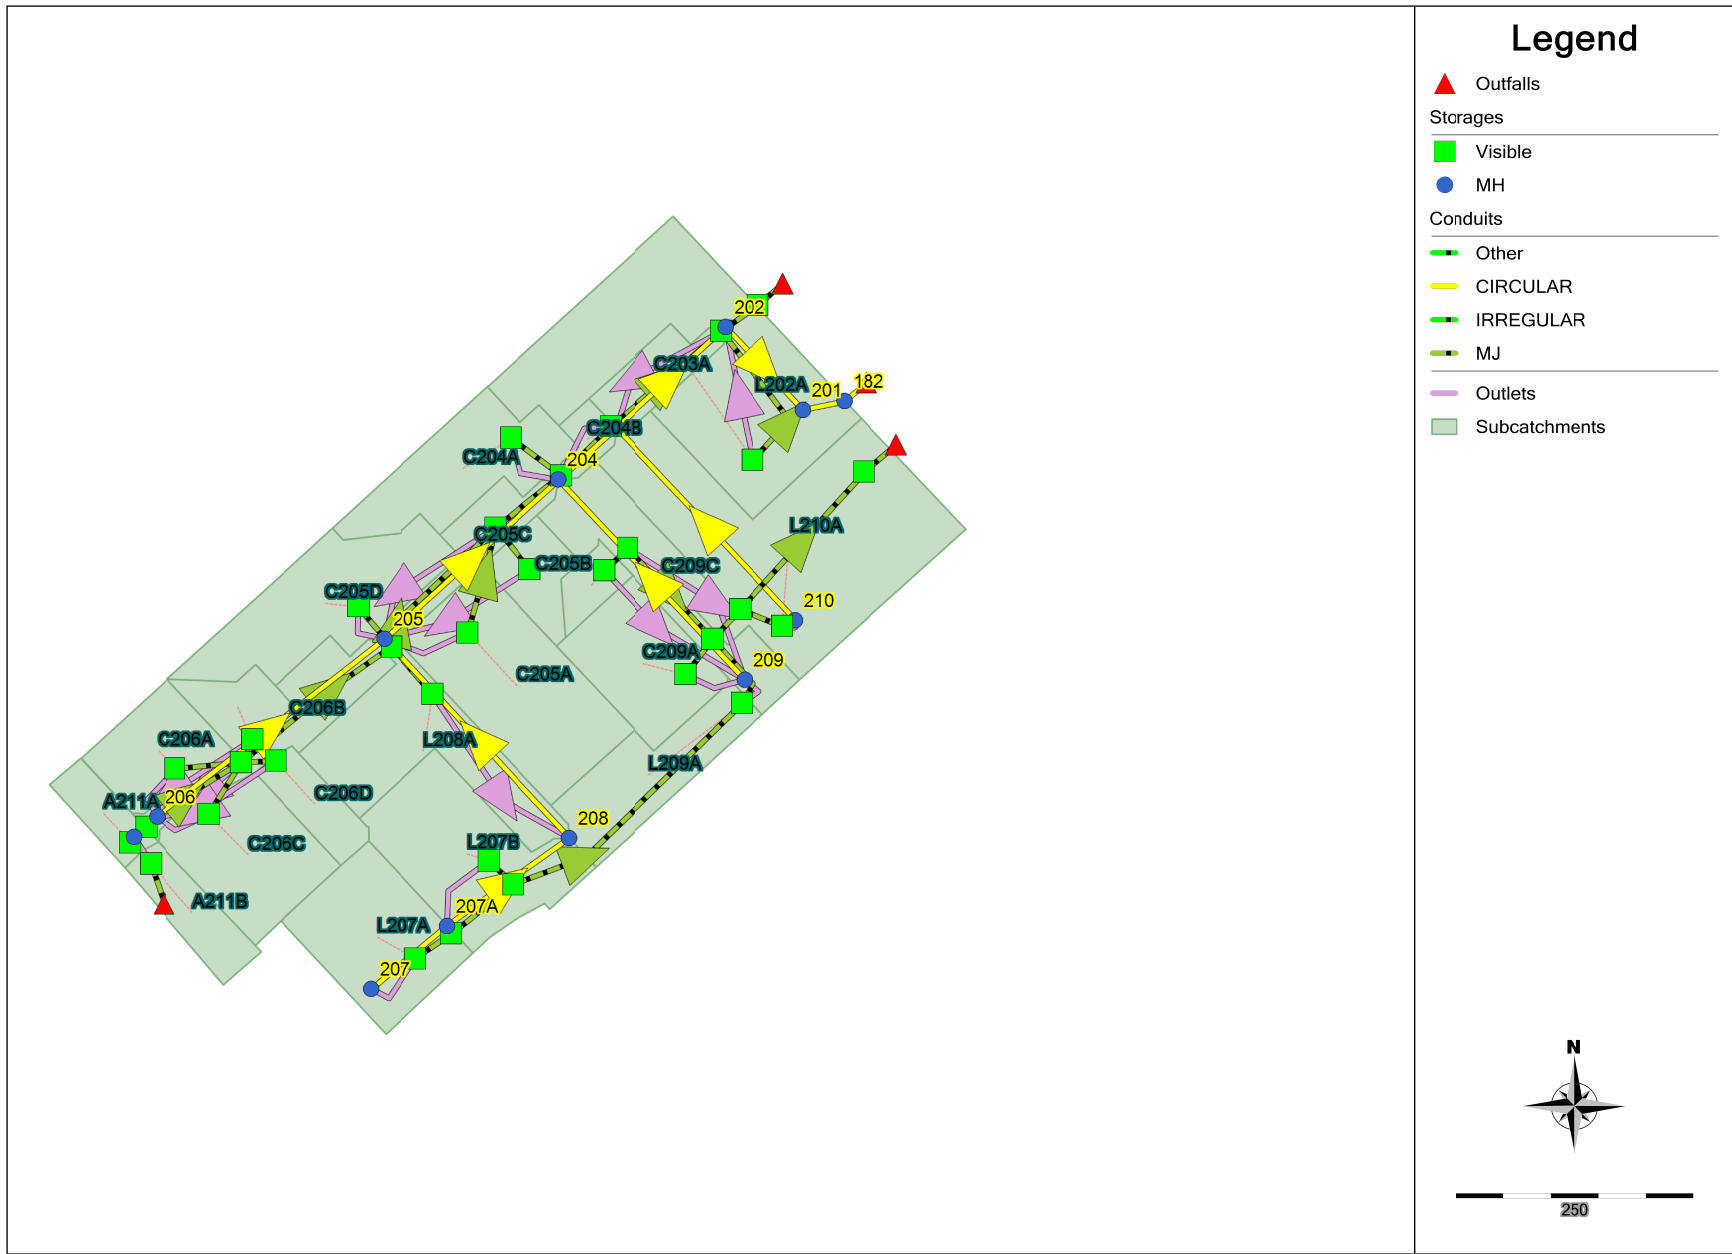 Legend
Outfalls
Storages
Visible
MH
Conduits
Other
CIRCULAR
IRREGULAR
MJ
Outlets
Subcatchments
202
C203A
L202A
201
182
C204B
C204A
204
C205C
L210A
C205B
C209C
C205D
205
210
C209A
209
C205A
C206B
C206A
L208A
L209A
C206D
A211A
206
208
C206C
L207B
A211B
207A
L207A
207
N
250